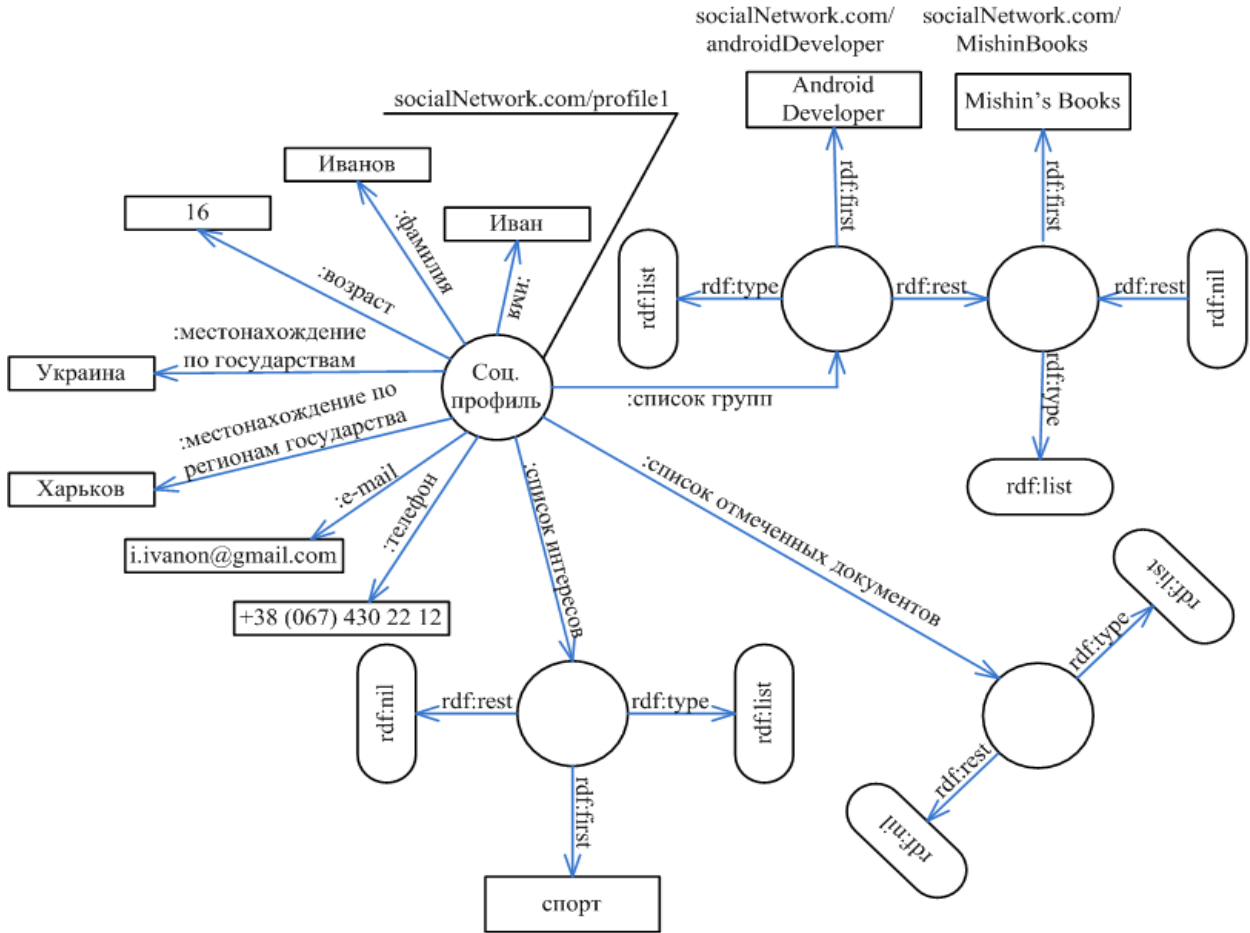 socialNetwork.com/
androidDeveloper
socialNetwork.com/
MishinBooks
Android
Developer
Mishin's Books
socialNetwork.com/profile1
Иванов
16
Иван
:фамилия
:имя
:возраст
rdf:first
rdf:first
rdf:list
rdf:type
rdf:rest
rdf:rest
rdf:nil
:местонахождение
по государствам
Украина
Соц.
профиль
:список групп
rdf:type
rdf:list
:местонахождение по
регионам государства
Харьков
:e-mail
:телефон
:список интересов
:список отмеченных документов
i.ivanon@gmail.com
+38 (067) 430 22 12
rdf:list
rdf:type
rdf:nil
rdf:rest
rdf:type
rdf:list
rdf:rest
rdf:nil
rdf:first
спорт